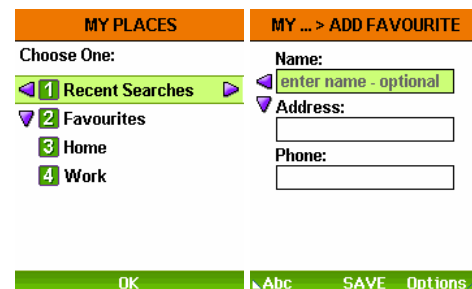 MY PLACES
Choose One:
1 Recent Searches
2 Favourites
3 Home
4 Work
OK
MY ... > ADD FAVOURITE
Name:
enter name - optional
Address:
Phone:
Abc SAVE Options